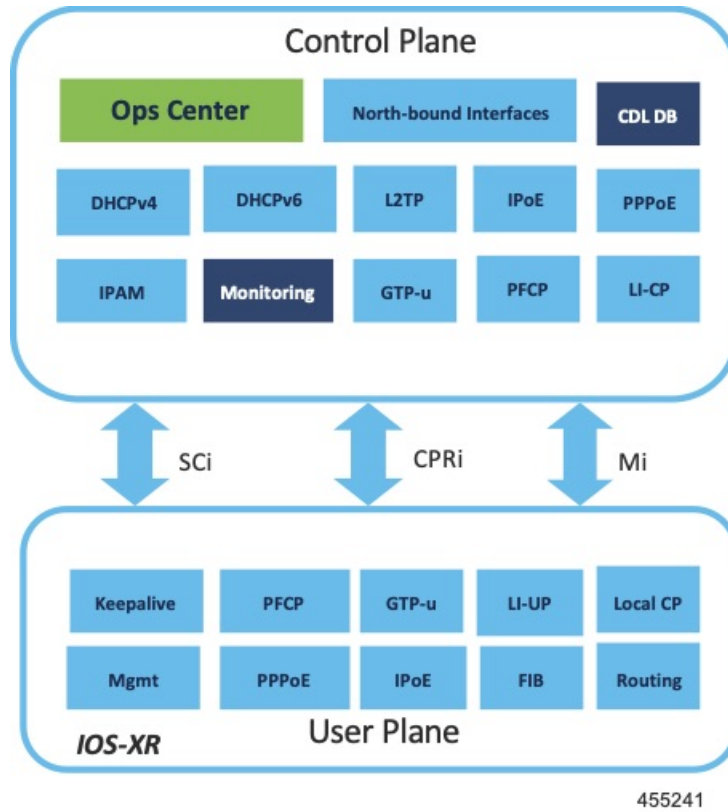 Control Plane
Ops Center
North-bound Interfaces
CDL DB
DHCPv4
DHCPv6
L2TP
IPoE
PPPoE
IPAM
Monitoring
GTP-u
PFCP
LI-CP
SCi
CPRi
Mi
Keepalive
PFCP
GTP-u
LI-UP
Local CP
Mgmt
PPPoE
IPoE
FIB
Routing
IOS-XR
User Plane
455241